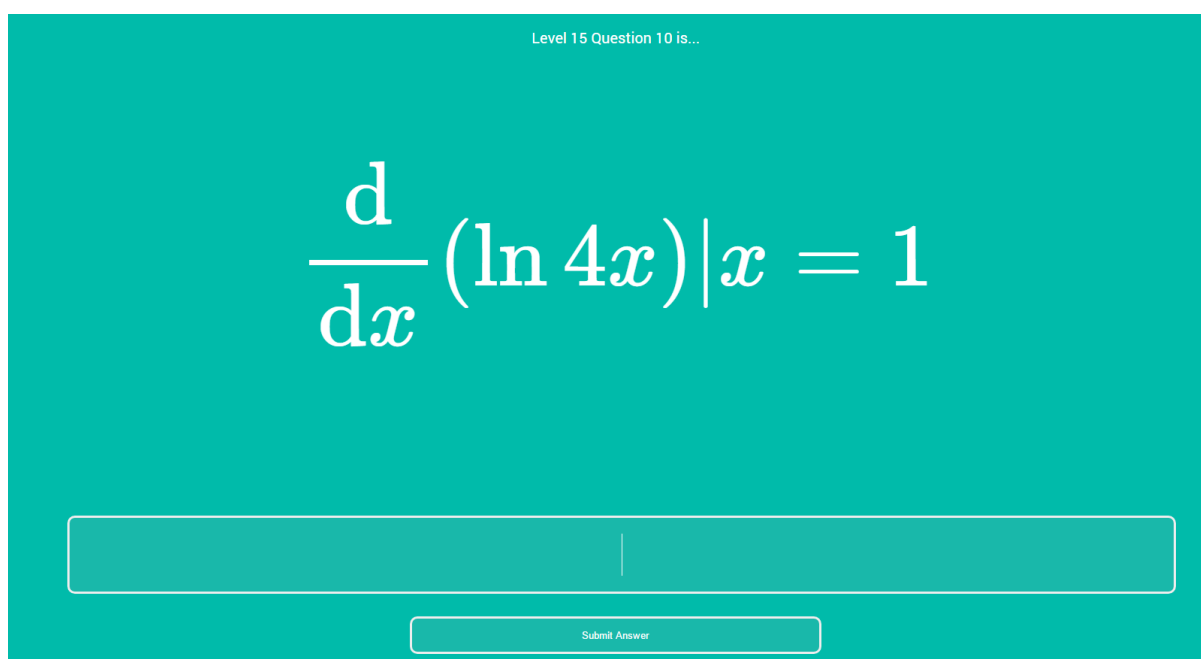 Level 15 Question 10 is...
d/dx (ln 4x)|x = 1
Submit Answer